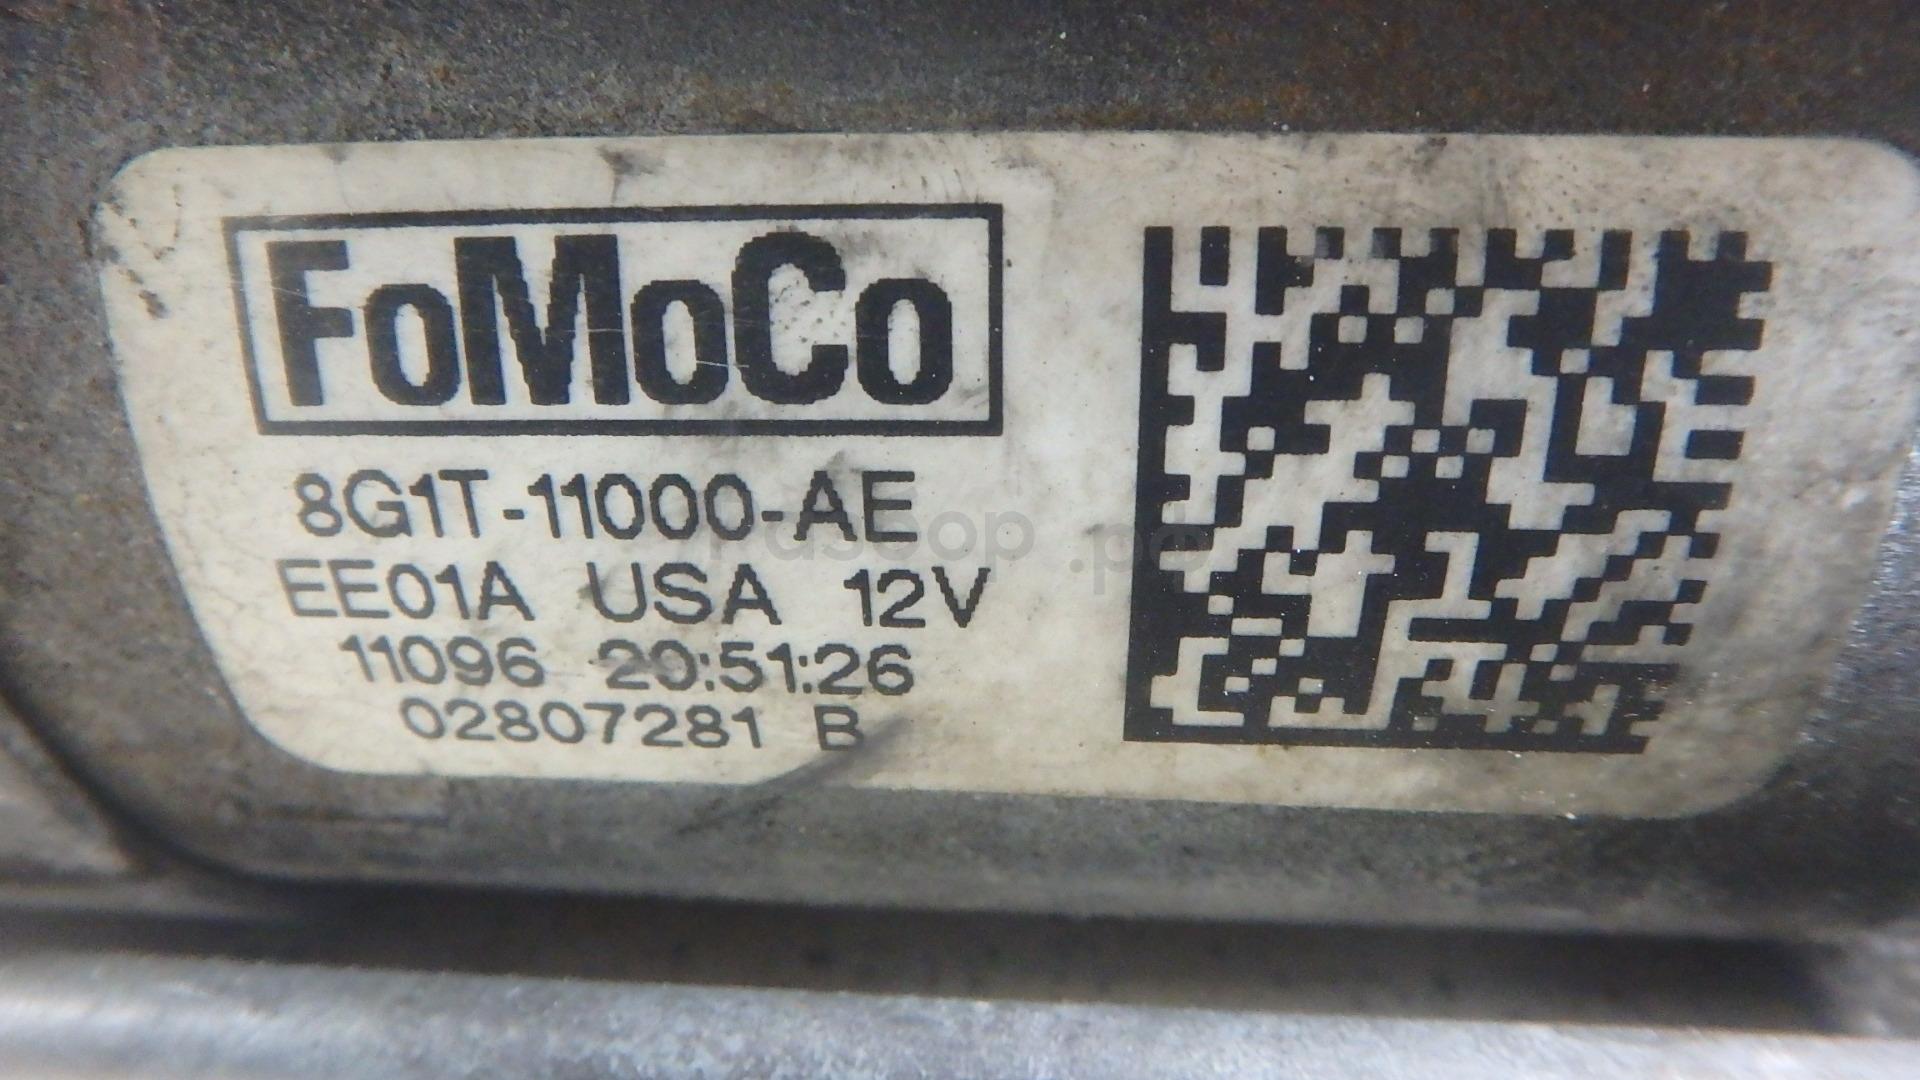 FoMoCo
8G1T-11000-AE
EE01A USA 12V
11096 20:51:26
02807281 B